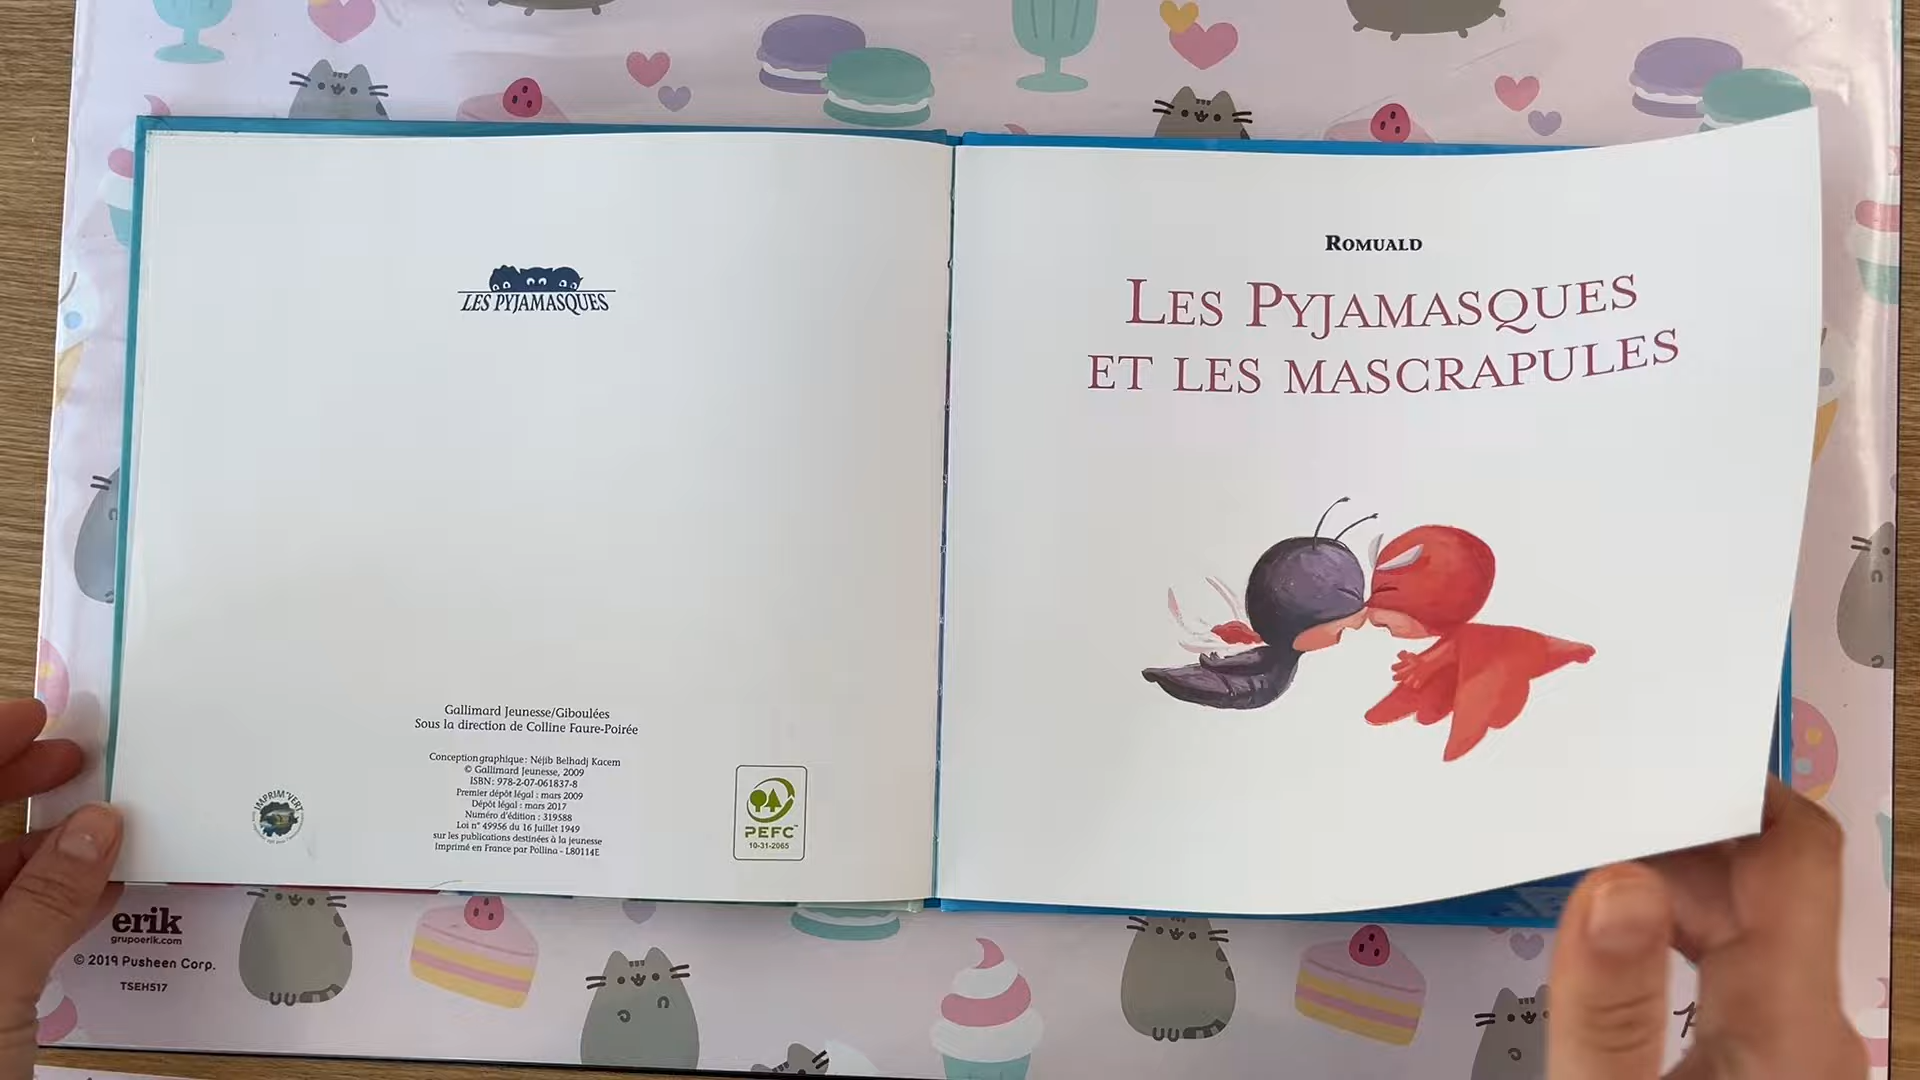 LES PYJAMASQUES
Gallimard Jeunesse/Giboulées
Sous la direction de Colline Faure-Poirée
Conception graphique : Néjib Belhadj Kacem
© Gallimard Jeunesse, 2009
ISBN : 978-2-07-061837-8
Premier dépôt légal : mars 2009
Dépôt légal : mars 2017
Numéro d'édition : 319588
Loi n° 49956 du 16 Juillet 1949
sur les publications destinées à la jeunesse
Imprimé en France par Pollina - L80114E
IMPRIM'VERT
PEFC™
10-31-2065
ROMUALD
LES PYJAMASQUES
ET LES MASCRAPULES
erik
grupoerik.com
© 2019 Pusheen Corp.
TSEH517